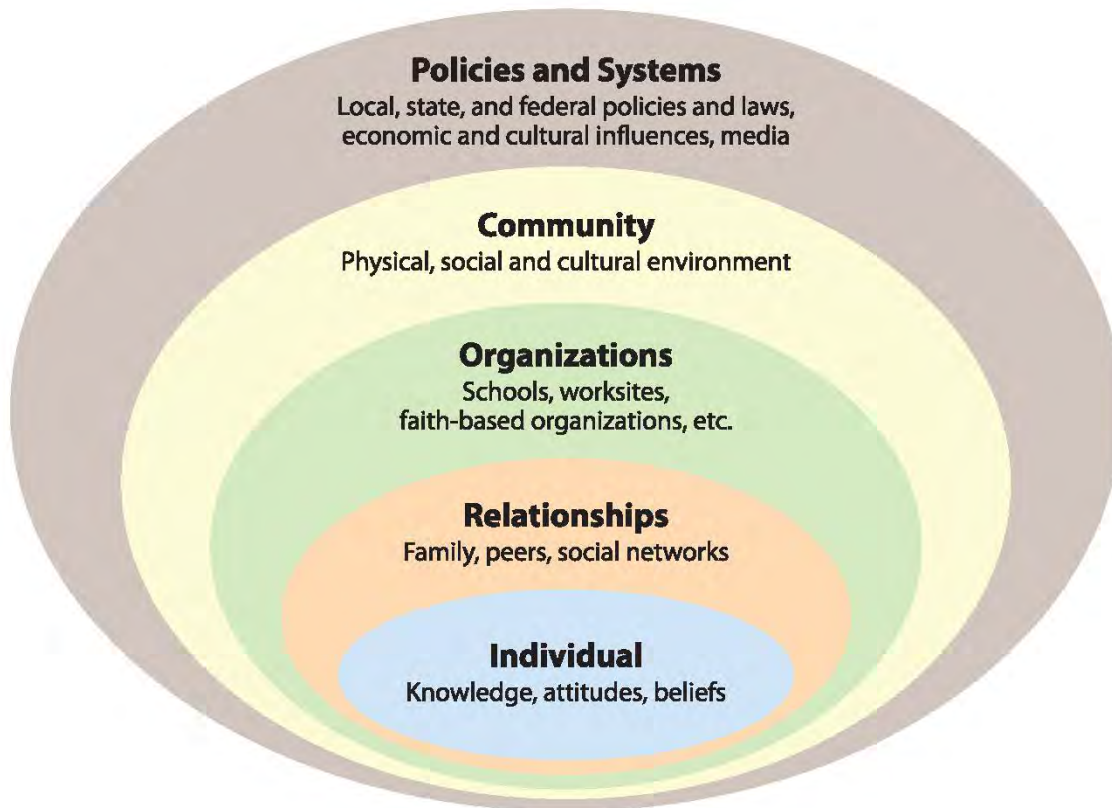 Policies and Systems
Local, state, and federal policies and laws,
economic and cultural influences, media
Community
Physical, social and cultural environment
Organizations
Schools, worksites,
faith-based organizations, etc.
Relationships
Family, peers, social networks
Individual
Knowledge, attitudes, beliefs